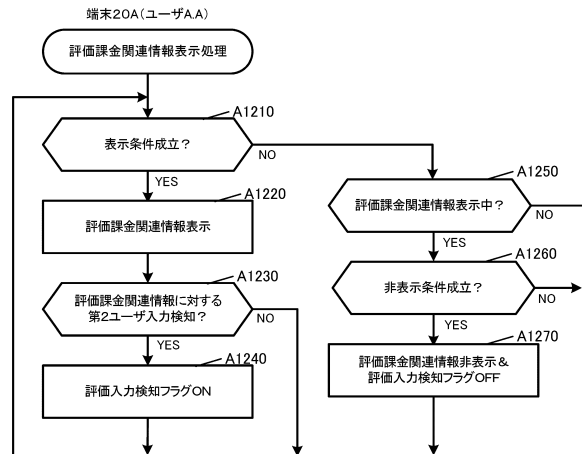 端末20A(ユーザA.A)
評価課金関連情報表示処理
A1210
表示条件成立?
NO
YES
A1220
評価課金関連情報表示
A1230
評価課金関連情報に対する
第2ユーザ入力検知?
NO
YES
A1240
評価入力検知フラグON
A1250
評価課金関連情報表示中?
NO
YES
A1260
非表示条件成立?
NO
YES
A1270
評価課金関連情報非表示&
評価入力検知フラグOFF